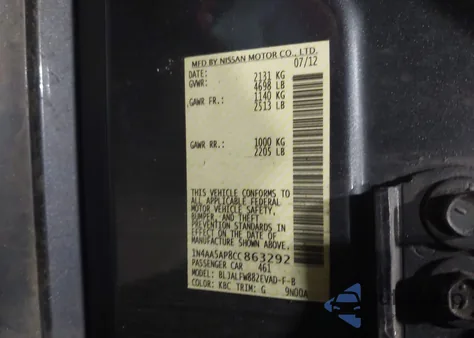 MFD BY NISSAN MOTOR CO., LTD.
DATE: 07/12
GVWR: 2131 KG
4698 LB
GAWR FR.: 1140 KG
2513 LB
GAWR RR.: 1000 KG
2205 LB
THIS VEHICLE CONFORMS TO
ALL APPLICABLE FEDERAL
MOTOR VEHICLE SAFETY,
BUMPER, AND THEFT
PREVENTION STANDARDS
IN EFFECT ON THE DATE OF
MANUFACTURE SHOWN ABOVE.
1N4AA5AP8CC863292
PASSENGER CAR 461
MODEL: BLJALFW882EVAD-F-B
COLOR: KBC TRIM: G 9N00A